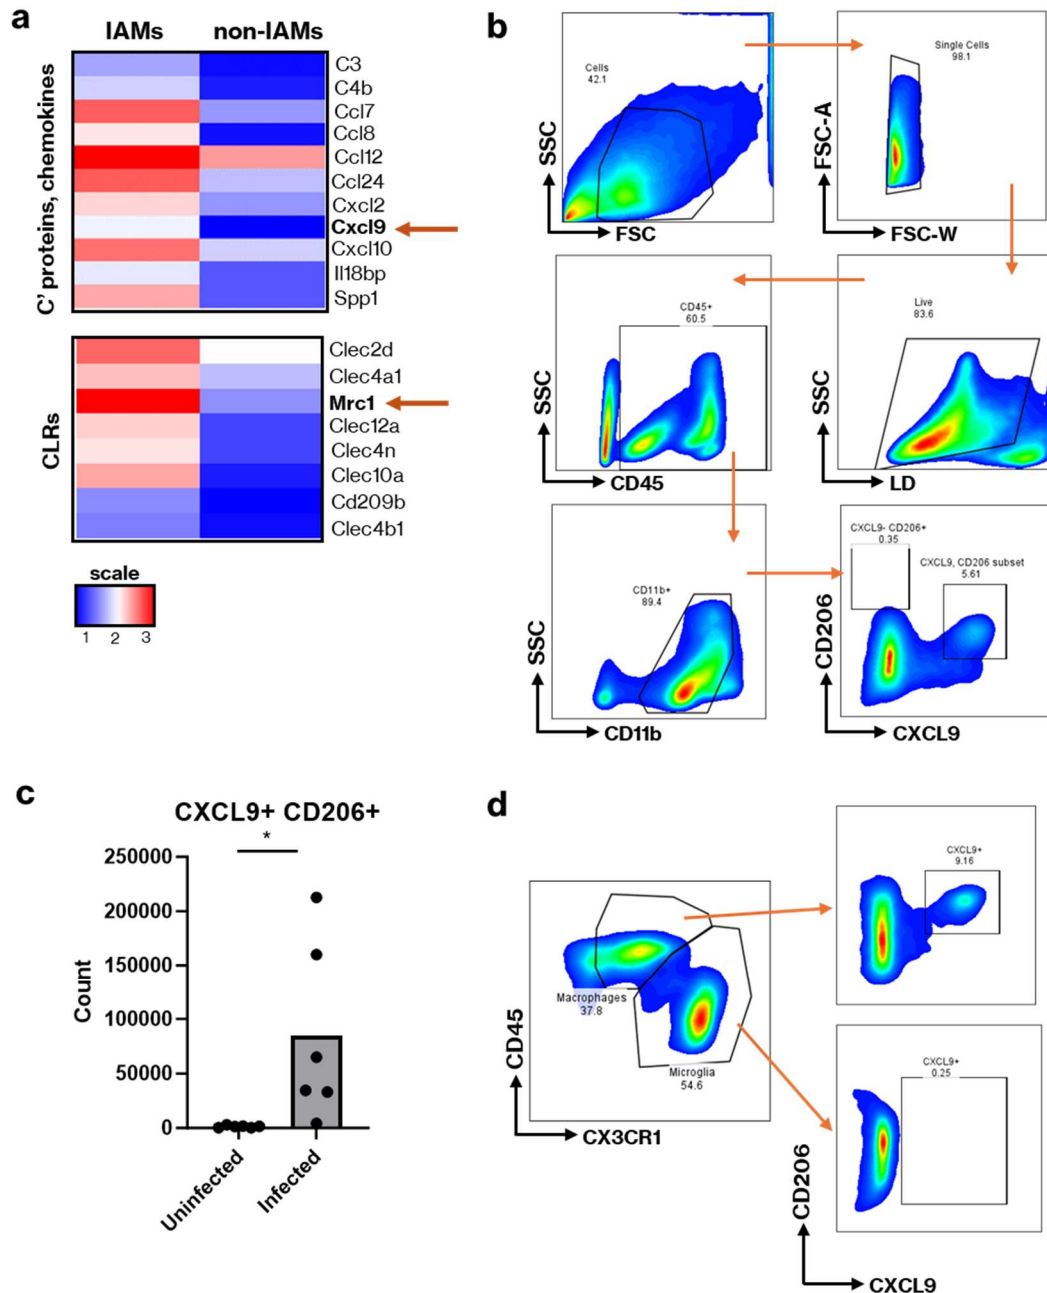 a
IAMs non-IAMs
C' proteins, chemokines
C3
C4b
Ccl7
Ccl8
Ccl12
Ccl24
Cxcl2
Cxcl9
Cxcl10
Il18bp
Spp1
CLRs
Clec2d
Clec4a1
Mrc1
Clec12a
Clec4n
Clec10a
Cd209b
Clec4b1
scale
1 2 3
b
Cells
42.1
SSC
FSC
Single Cells
98.1
FSC-A
FSC-W
Live
83.6
SSC
LD
CD45+
60.5
SSC
CD45
CD11b+
89.4
SSC
CD11b
CXCL9- CD206+
0.35
CXCL9, CD206 subset
5.61
CD206
CXCL9
c
CXCL9+ CD206+
*
Count
250000
200000
150000
100000
50000
0
Uninfected
Infected
d
Macrophages
37.8
Microglia
54.6
CD45
CX3CR1
CXCL9+
9.16
CXCL9+
0.25
CD206
CXCL9